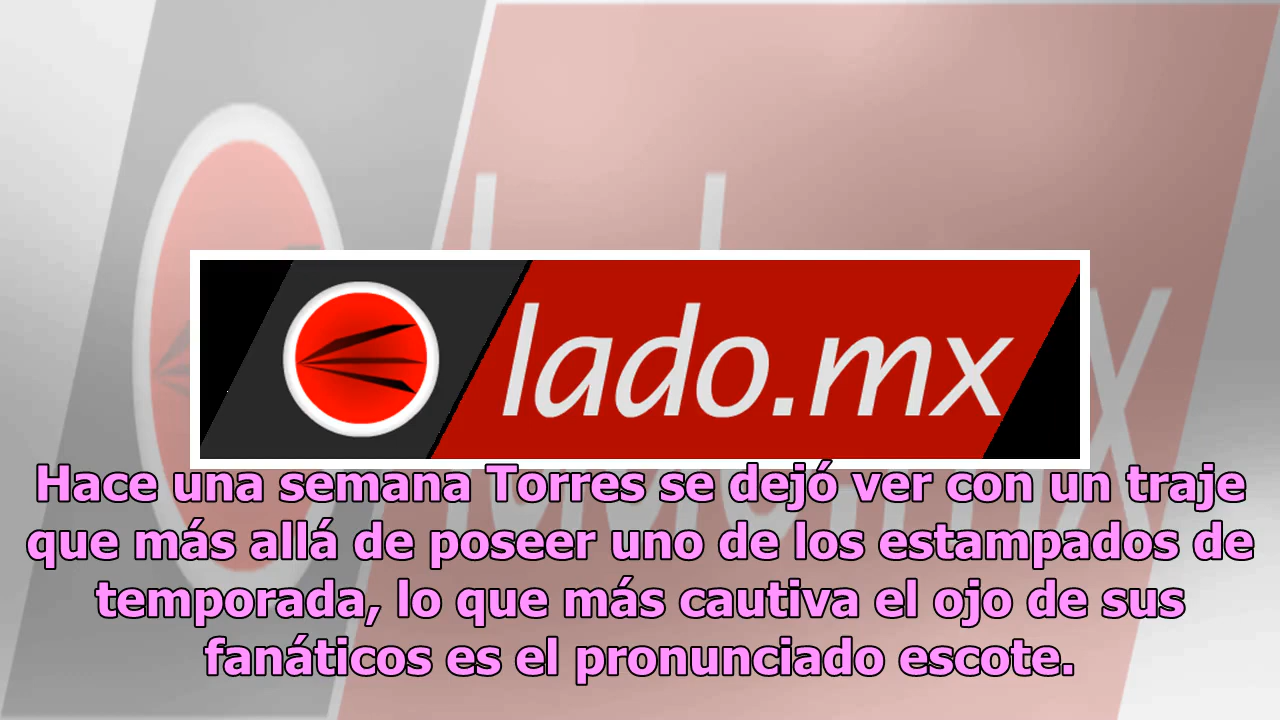 lado.mx
Hace una semana Torres se dejó ver con un traje
que más allá de poseer uno de los estampados de
temporada, lo que más cautiva el ojo de sus
fanáticos es el pronunciado escote.